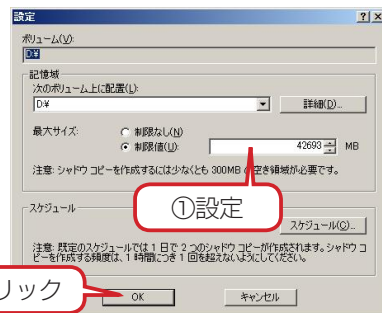 設定
ボリューム(V):
D:¥
記憶域
次のボリューム上に配置(L):
D:¥
詳細(D)...
最大サイズ:
制限なし(N)
制限値(U):
42693
MB
注意: シャドウ コピーを作成するには少なくとも 300MB の空き領域が必要です。
①設定
スケジュール
スケジュール(C)...
注意: 既定のスケジュールでは 1 日で 2 つのシャドウ コピーが作成されます。シャドウ コ
ピーを作成する頻度は、1 時間につき 1 回を超えないようにしてください。
リック
OK
キャンセル